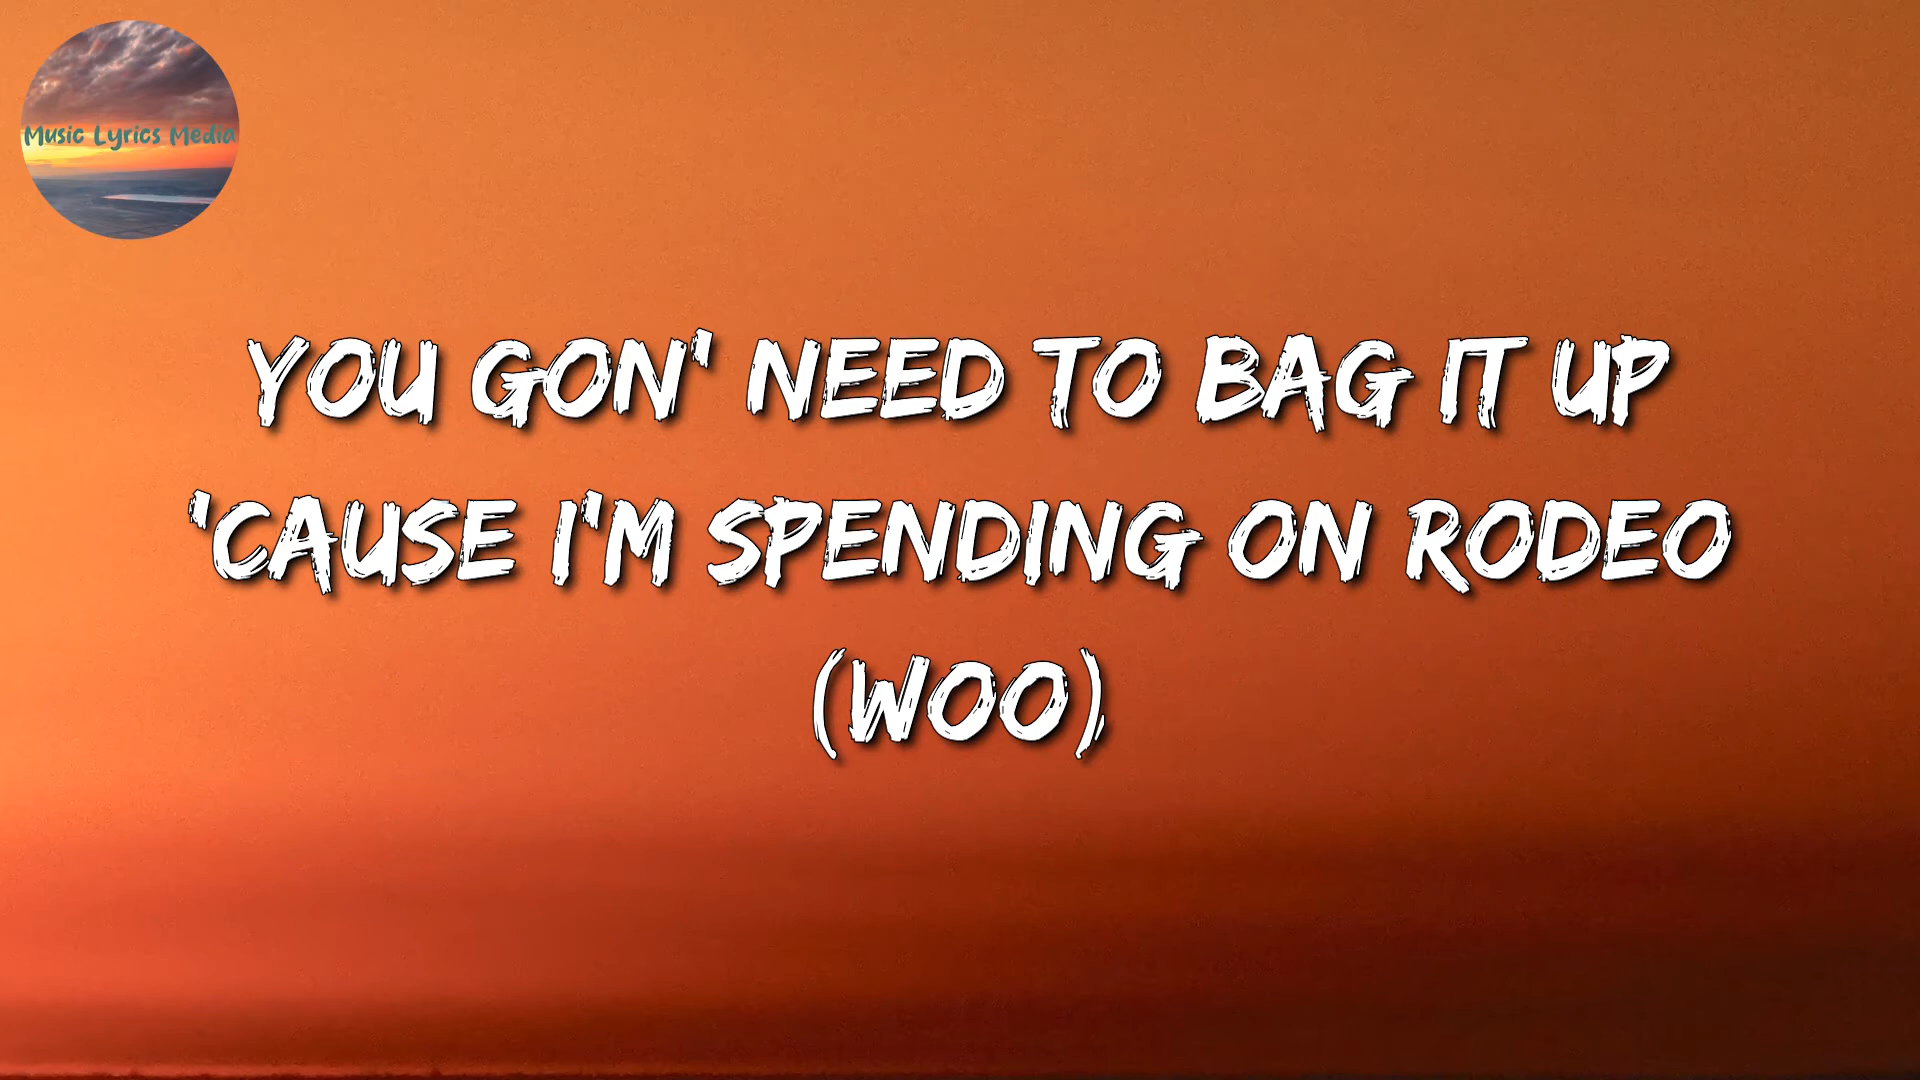 Music Lyrics Media
YOU GON' NEED TO BAG IT UP
'CAUSE I'M SPENDING ON RODEO
(WOO)